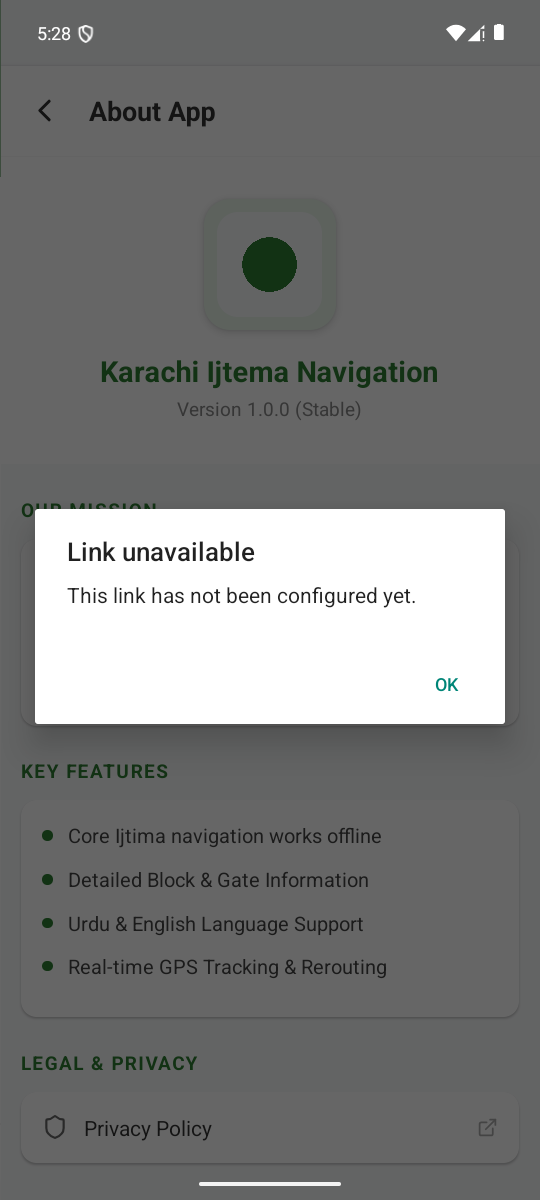 5:28
About App
Karachi Ijtema Navigation
Version 1.0.0 (Stable)
OUR MISSION
Link unavailable
This link has not been configured yet.
OK
KEY FEATURES
Core Ijtima navigation works offline
Detailed Block & Gate Information
Urdu & English Language Support
Real-time GPS Tracking & Rerouting
LEGAL & PRIVACY
Privacy Policy